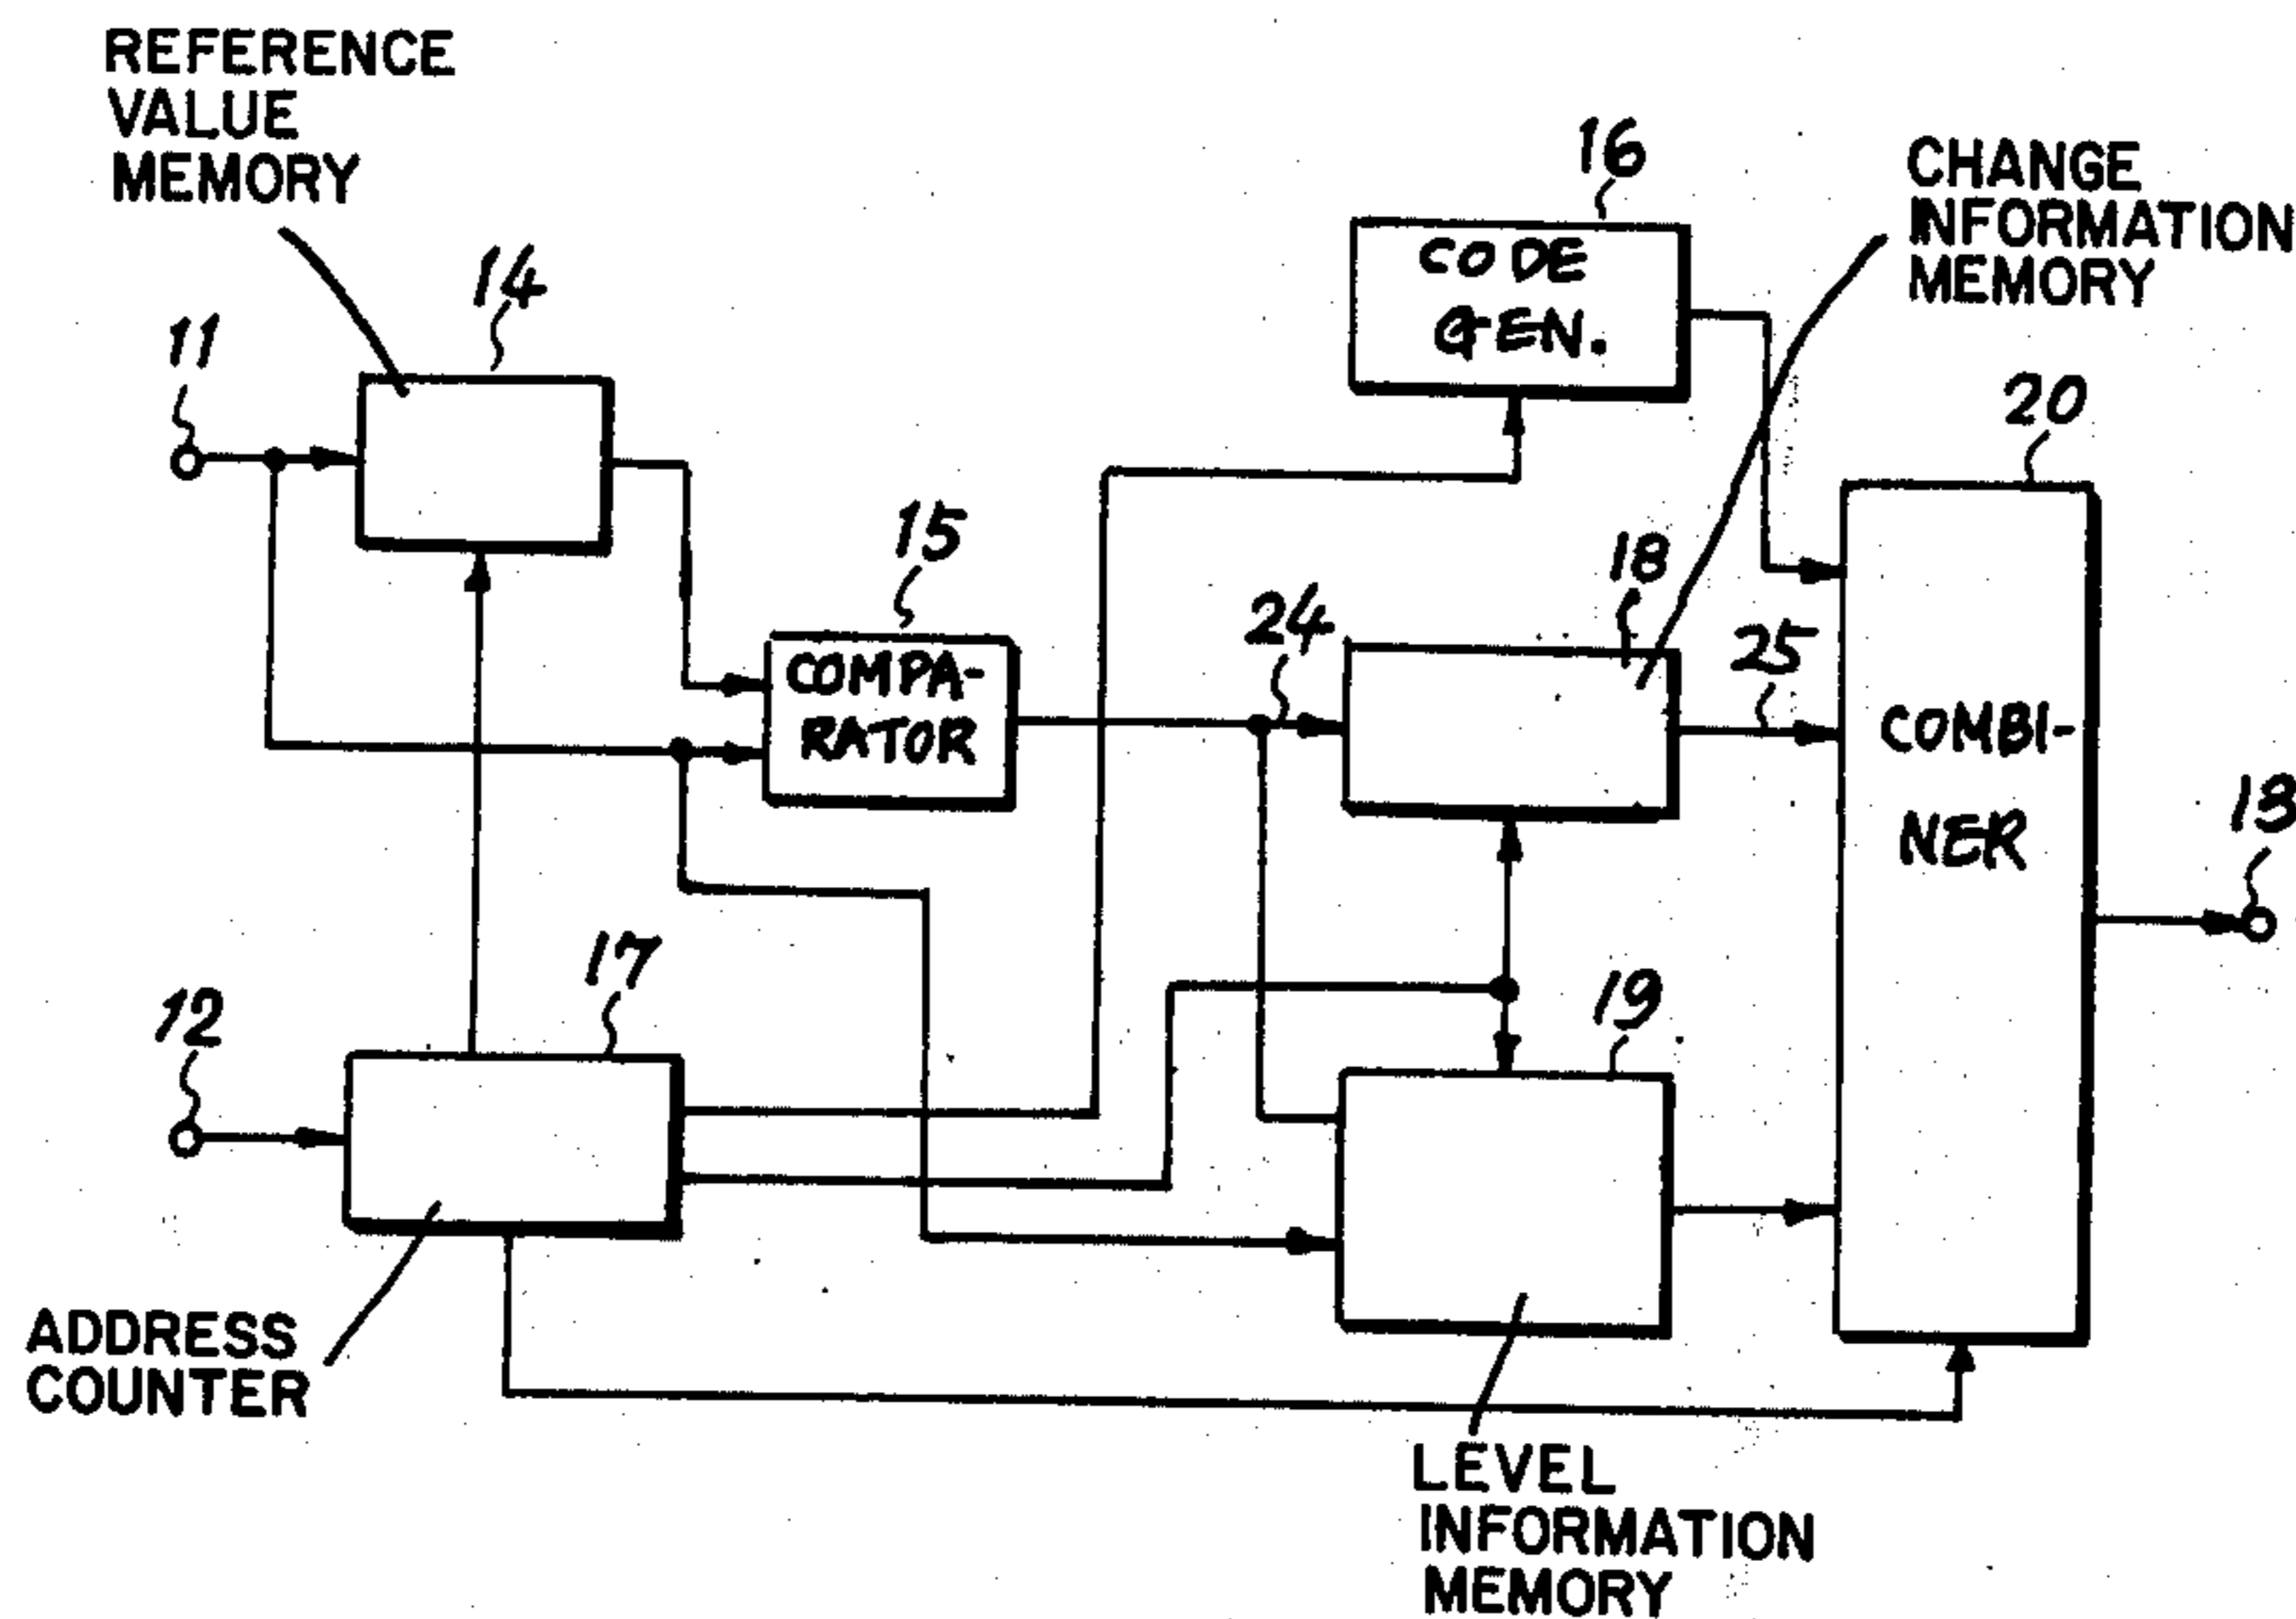 REFERENCE
VALUE
MEMORY
14
11
16
CODE
GEN.
CHANGE
INFORMATION
MEMORY
20
15
COMPA-
RATOR
24
18
25
COMBI-
NER
13
17
12
19
ADDRESS
COUNTER
LEVEL
INFORMATION
MEMORY